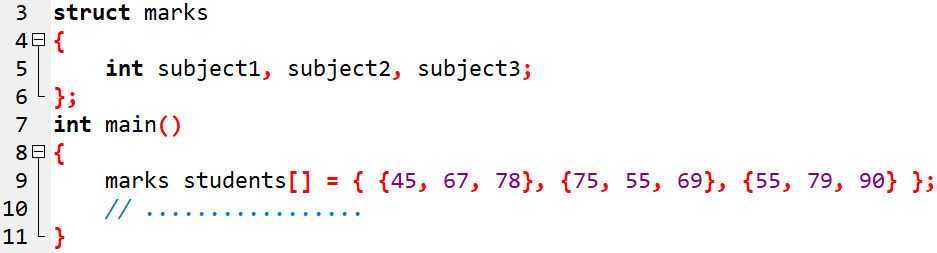 3 struct marks
4 {
5 int subject1, subject2, subject3;
6 };
7 int main()
8 {
9 marks students[] = { {45, 67, 78}, {75, 55, 69}, {55, 79, 90} };
10 // .................
11 }